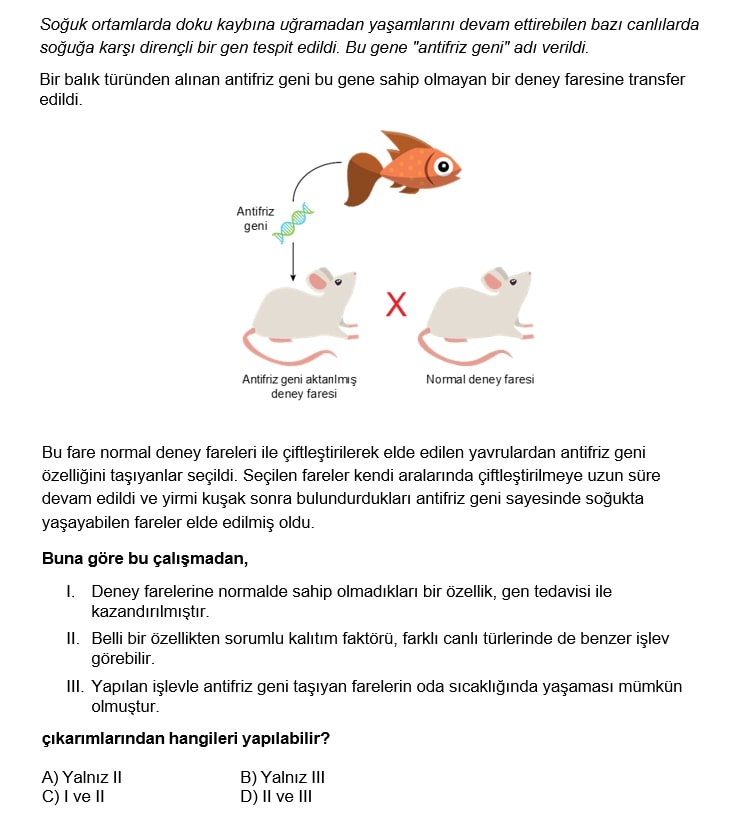 Soğuk ortamlarda doku kaybına uğramadan yaşamlarını devam ettirebilen bazı canlılarda
soğuğa karşı dirençli bir gen tespit edildi. Bu gene "antifriz geni" adı verildi.
Bir balık türünden alınan antifriz geni bu gene sahip olmayan bir deney faresine transfer
edildi.
Antifriz
geni
X
Antifriz geni aktarılmış
deney faresi
Normal deney faresi
Bu fare normal deney fareleri ile çiftleştirilerek elde edilen yavrulardan antifriz geni
özelliğini taşıyanlar seçildi. Seçilen fareler kendi aralarında çiftleştirilmeye uzun süre
devam edildi ve yirmi kuşak sonra bulundurdukları antifriz geni sayesinde soğukta
yaşayabilen fareler elde edilmiş oldu.
Buna göre bu çalışmadan,
I. Deney farelerine normalde sahip olmadıkları bir özellik, gen tedavisi ile
kazandırılmıştır.
II. Belli bir özellikten sorumlu kalıtım faktörü, farklı canlı türlerinde de benzer işlev
görebilir.
III. Yapılan işlevle antifriz geni taşıyan farelerin oda sıcaklığında yaşaması mümkün
olmuştur.
çıkarımlarından hangileri yapılabilir?
A) Yalnız II B) Yalnız III
C) I ve II D) II ve III